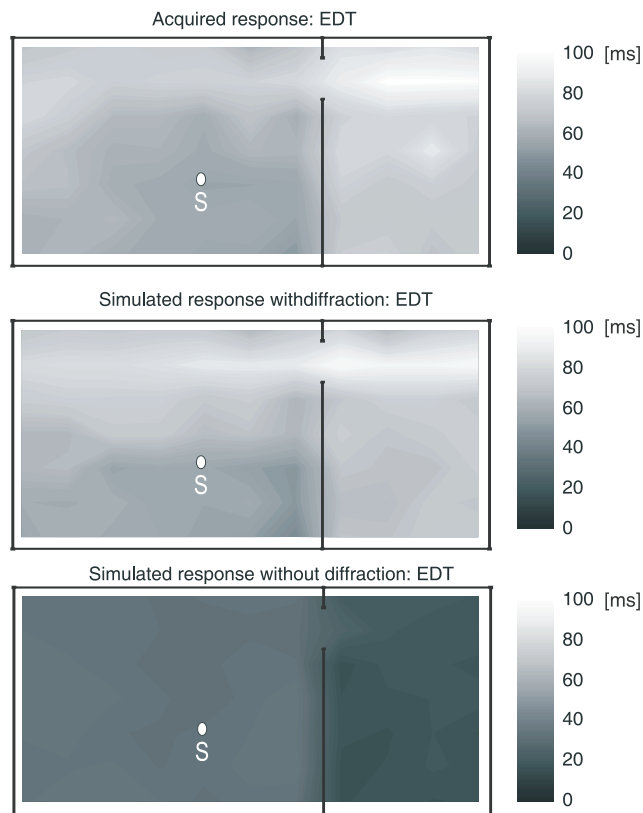 Acquired response: EDT
100 [ms]
80
60
40
20
0
S
Simulated response withdiffraction: EDT
100 [ms]
80
60
40
20
0
S
Simulated response without diffraction: EDT
100 [ms]
80
60
40
20
0
S